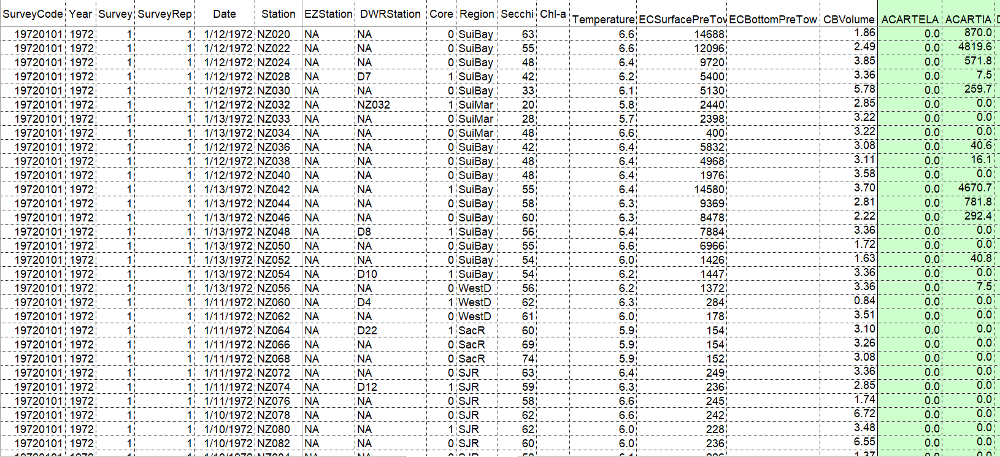 SurveyCode Year Survey SurveyRep Date Station EZStation DWRStation Core Region Secchi Chl-a Temperature ECSurfacePreTow ECBottomPreTow CBVolume ACARTELA ACARTIA
19720101 1972 1 1 1/12/1972 NZ020 NA NA 0 SuiBay 63 6.6 14688 1.86 0.0 870.0
19720101 1972 1 1 1/12/1972 NZ022 NA NA 0 SuiBay 55 6.6 12096 2.49 0.0 4819.6
19720101 1972 1 1 1/12/1972 NZ024 NA NA 0 SuiBay 48 6.4 9720 3.85 0.0 571.8
19720101 1972 1 1 1/12/1972 NZ028 NA D7 1 SuiBay 42 6.2 5400 3.36 0.0 7.5
19720101 1972 1 1 1/12/1972 NZ030 NA NA 0 SuiBay 33 6.1 5130 5.78 0.0 259.7
19720101 1972 1 1 1/12/1972 NZ032 NA NZ032 1 SuiMar 20 5.8 2440 2.85 0.0 0.0
19720101 1972 1 1 1/13/1972 NZ033 NA NA 0 SuiMar 28 5.7 2398 3.22 0.0 0.0
19720101 1972 1 1 1/13/1972 NZ034 NA NA 0 SuiMar 48 6.6 400 3.22 0.0 0.0
19720101 1972 1 1 1/12/1972 NZ036 NA NA 0 SuiBay 42 6.4 5832 3.08 0.0 40.6
19720101 1972 1 1 1/12/1972 NZ038 NA NA 0 SuiBay 48 6.4 4968 3.11 0.0 16.1
19720101 1972 1 1 1/12/1972 NZ040 NA NA 0 SuiBay 48 6.4 1976 3.58 0.0 0.0
19720101 1972 1 1 1/13/1972 NZ042 NA NA 1 SuiBay 55 6.4 14580 3.70 0.0 4670.7
19720101 1972 1 1 1/13/1972 NZ044 NA NA 0 SuiBay 58 6.3 9369 2.81 0.0 781.8
19720101 1972 1 1 1/13/1972 NZ046 NA NA 0 SuiBay 60 6.3 8478 2.22 0.0 292.4
19720101 1972 1 1 1/13/1972 NZ048 NA D8 1 SuiBay 56 6.4 7884 3.36 0.0 0.0
19720101 1972 1 1 1/13/1972 NZ050 NA NA 0 SuiBay 55 6.6 6966 1.72 0.0 0.0
19720101 1972 1 1 1/13/1972 NZ052 NA NA 0 SuiBay 54 6.0 1426 1.63 0.0 40.8
19720101 1972 1 1 1/13/1972 NZ054 NA D10 1 SuiBay 54 6.2 1447 3.36 0.0 0.0
19720101 1972 1 1 1/13/1972 NZ056 NA NA 0 WestD 56 6.2 1372 3.36 0.0 7.5
19720101 1972 1 1 1/11/1972 NZ060 NA D4 1 WestD 62 6.3 284 0.84 0.0 0.0
19720101 1972 1 1 1/11/1972 NZ062 NA NA 0 WestD 61 6.0 178 3.51 0.0 0.0
19720101 1972 1 1 1/11/1972 NZ064 NA D22 1 SacR 60 5.9 154 3.10 0.0 0.0
19720101 1972 1 1 1/11/1972 NZ066 NA NA 0 SacR 69 5.9 154 3.26 0.0 0.0
19720101 1972 1 1 1/11/1972 NZ068 NA NA 0 SacR 74 5.9 152 3.08 0.0 0.0
19720101 1972 1 1 1/11/1972 NZ072 NA NA 0 SJR 63 6.4 249 3.36 0.0 0.0
19720101 1972 1 1 1/11/1972 NZ074 NA D12 1 SJR 59 6.3 236 2.85 0.0 0.0
19720101 1972 1 1 1/11/1972 NZ076 NA NA 0 SJR 58 6.6 245 1.74 0.0 0.0
19720101 1972 1 1 1/10/1972 NZ078 NA NA 0 SJR 62 6.6 242 6.72 0.0 0.0
19720101 1972 1 1 1/10/1972 NZ080 NA NA 1 SJR 62 6.0 228 3.48 0.0 0.0
19720101 1972 1 1 1/10/1972 NZ082 NA NA 0 SJR 60 6.0 236 6.55 0.0 0.0